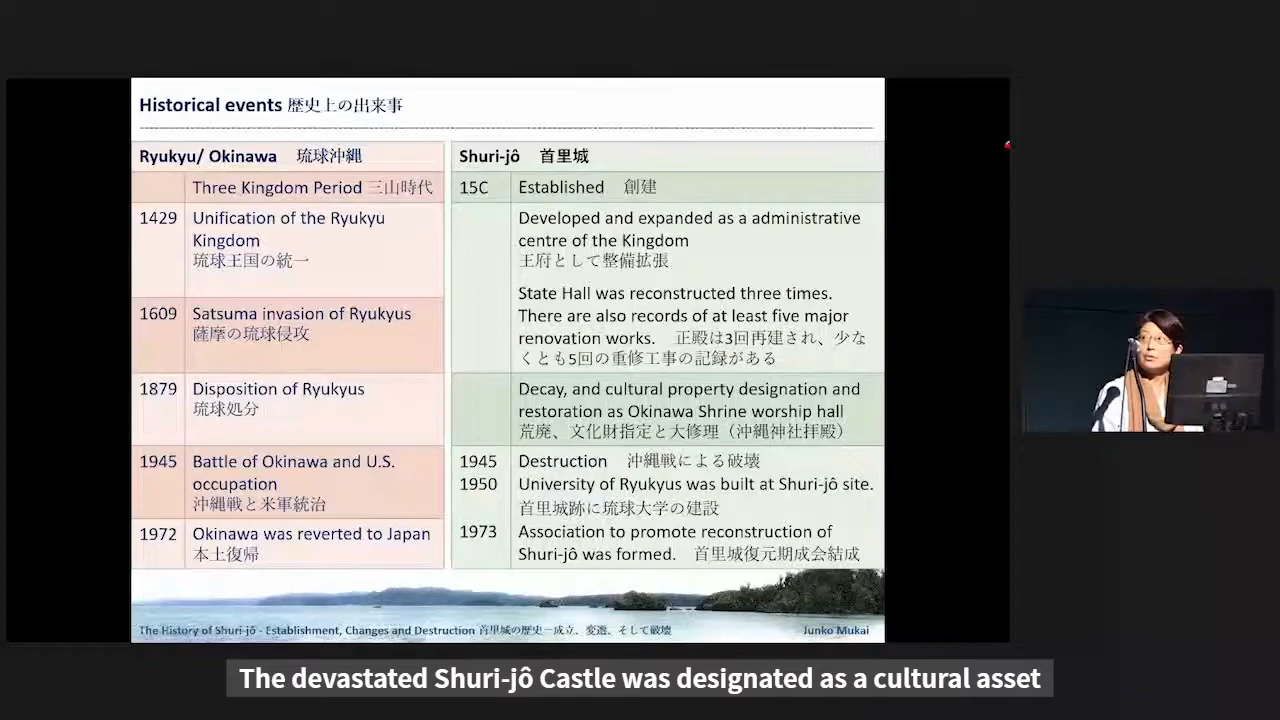 Historical events 歴史上の出来事
Ryukyu/ Okinawa 琉球沖縄
Three Kingdom Period 三山時代
1429 Unification of the Ryukyu
Kingdom
琉球王国の統一
1609 Satsuma invasion of Ryukyus
薩摩の琉球侵攻
1879 Disposition of Ryukyus
琉球処分
1945 Battle of Okinawa and U.S.
occupation
沖縄戦と米軍統治
1972 Okinawa was reverted to Japan
本土復帰
Shuri-jô 首里城
15C Established 創建
Developed and expanded as a administrative
centre of the Kingdom
王府として整備拡張
State Hall was reconstructed three times.
There are also records of at least five major
renovation works. 正殿は3回再建され、少な
くとも5回の重修工事の記録がある
Decay, and cultural property designation and
restoration as Okinawa Shrine worship hall
荒廃、文化財指定と大修理（沖縄神社拝殿）
1945 Destruction 沖縄戦による破壊
1950 University of Ryukyus was built at Shuri-jô site.
首里城跡に琉球大学の建設
1973 Association to promote reconstruction of
Shuri-jô was formed. 首里城復元期成会結成
The History of Shuri-jô - Establishment, Changes and Destruction 首里城の歴史－成立、変遷、そして破壊
Junko Mukai
The devastated Shuri-jô Castle was designated as a cultural asset